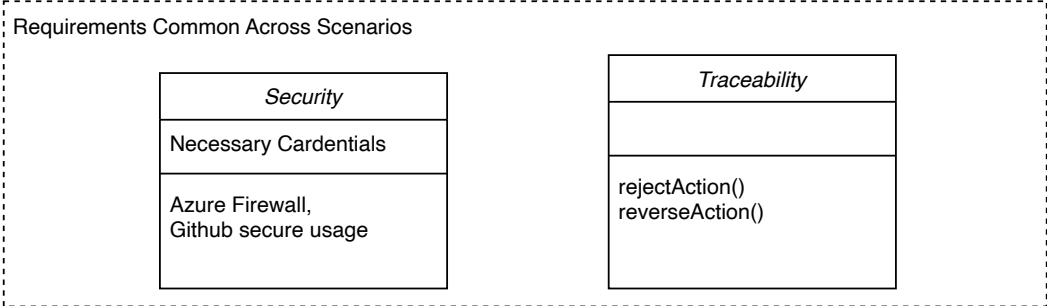 Requirements Common Across Scenarios
Security
Necessary Cardentials
Azure Firewall,
Github secure usage
Traceability
rejectAction()
reverseAction()